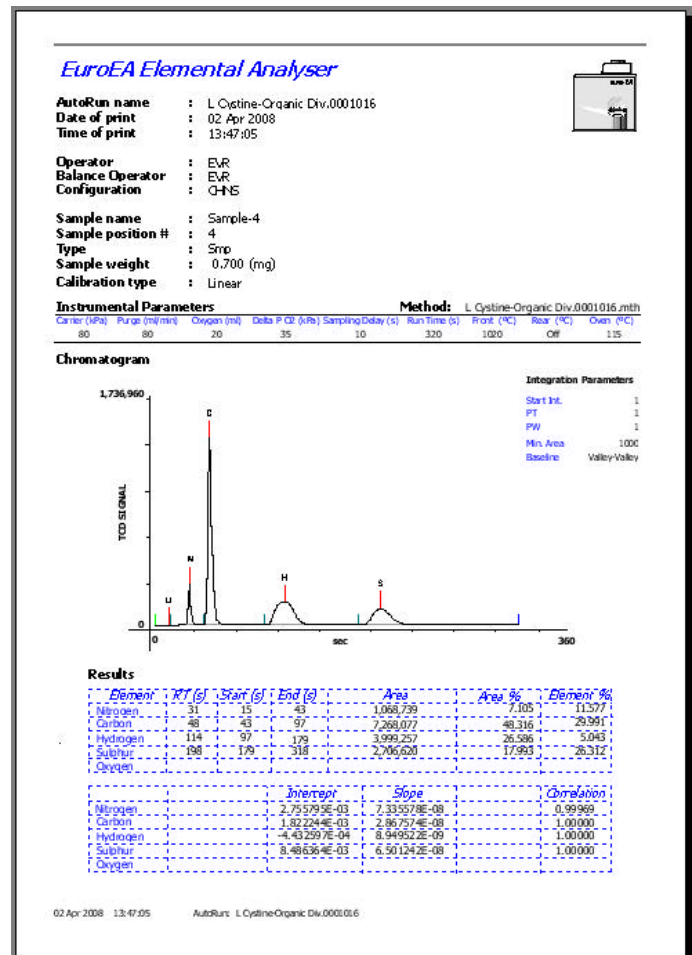 EuroEA Elemental Analyser
AutoRun name : L Cystine-Organic Div.0001016
Date of print : 02 Apr 2008
Time of print : 13:47:05
Operator : EVR
Balance Operator : EVR
Configuration : CHNS
Sample name : Sample-4
Sample position # : 4
Type : Smp
Sample weight : 0.700 (mg)
Calibration type : Linear
Instrumental Parameters Method: L Cystine-Organic Div.0001016.mth
Carrier (kPa) Purge (ml/min) Oxygen (ml) Delta P O2 (kPa) Sampling Delay (s) Run Time (s) Front (ºC) Rear (ºC) Oven (ºC)
80 80 20 35 10 320 1020 Off 115
Chromatogram
Integration Parameters
Start Int. 1
PT 1
PW 1
Min. Area 1000
Baseline Valley-Valley
1,736,960
TCD SIGNAL
U
N
C
H
S
0
0 sec 360
Results
Element RT (s) Start (s) End (s) Area Area % Element %
Nitrogen 31 15 43 1,068,739 7.105 11.577
Carbon 48 43 97 7,268,077 48.316 29.991
Hydrogen 114 97 179 3,999,257 26.586 5.043
Sulphur 198 179 318 2,706,620 17.993 26.312
Oxygen
Intercept Slope Correlation
Nitrogen 2.755795E-03 7.335578E-08 0.99969
Carbon 1.822244E-03 2.867574E-08 1.00000
Hydrogen -4.432597E-04 8.949522E-09 1.00000
Sulphur 8.486364E-03 6.501242E-08 1.00000
Oxygen
02 Apr 2008 13:47:05 AutoRun: L Cystine-Organic Div.0001016